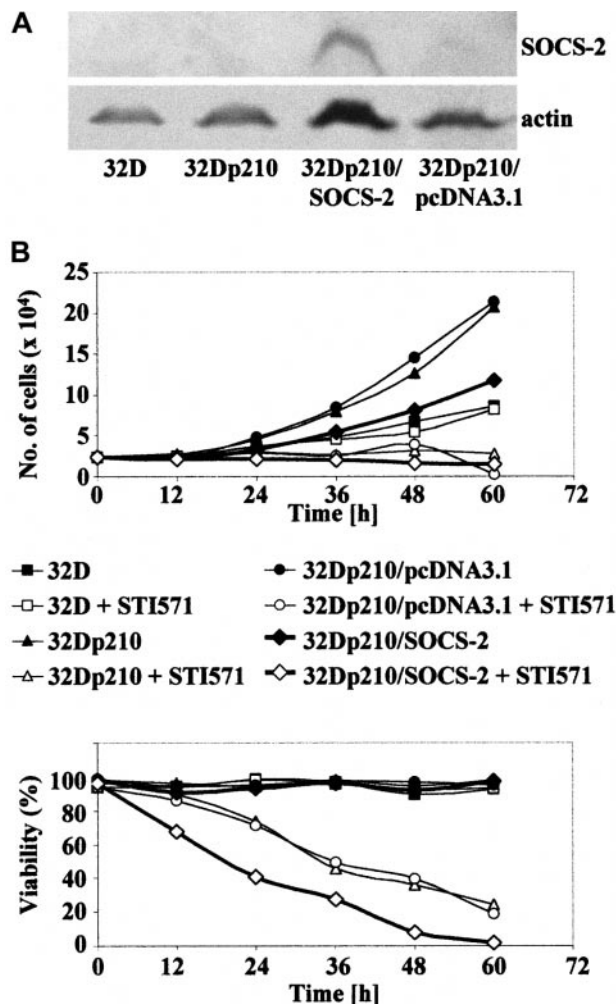 A
SOCS-2
actin
32D 32Dp210 32Dp210/ 32Dp210/
SOCS-2 pcDNA3.1
B
25
20
15
10
5
0
No. of cells (x 10⁴)
0 12 24 36 48 60 72
Time [h]
32D 32Dp210/pcDNA3.1
32D + STI571 32Dp210/pcDNA3.1 + STI571
32Dp210 32Dp210/SOCS-2
32Dp210 + STI571 32Dp210/SOCS-2 + STI571
100
80
60
40
20
0
Viability (%)
0 12 24 36 48 60 72
Time [h]